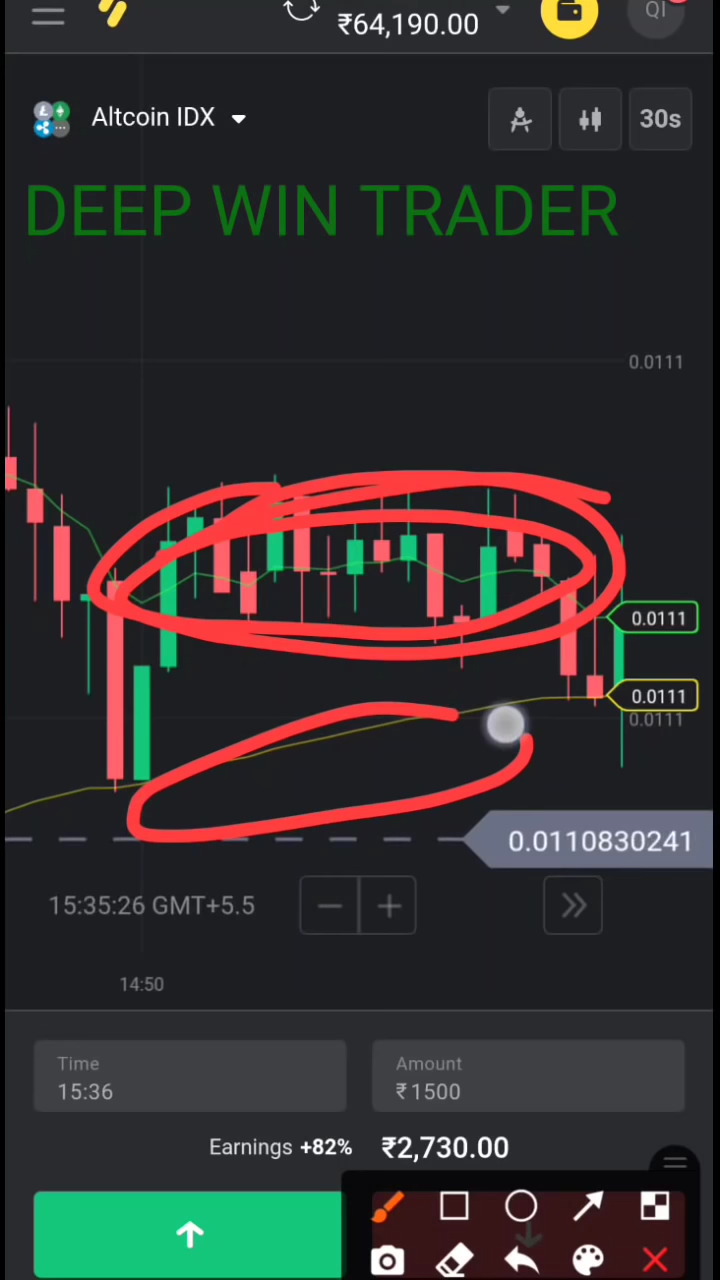 ₹64,190.00
QI
Altcoin IDX
30s
DEEP WIN TRADER
0.0111
0.0111
0.0111
0.0111
0.0110830241
15:35:26 GMT+5.5
14:50
Time
15:36
Amount
₹1500
Earnings +82% ₹2,730.00